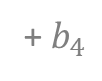 + b₄